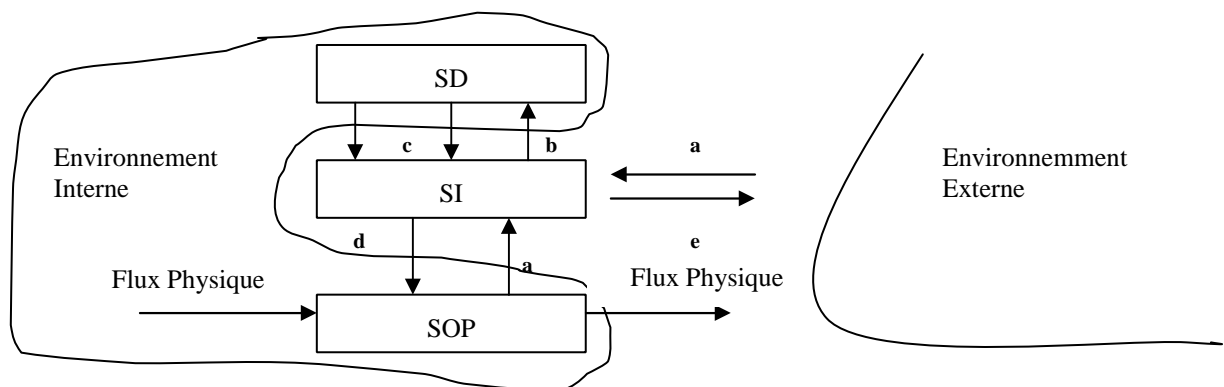 SD
c
b
a
Environnement
Interne
SI
Environnemment
Externe
d
e
a
Flux Physique
Flux Physique
SOP